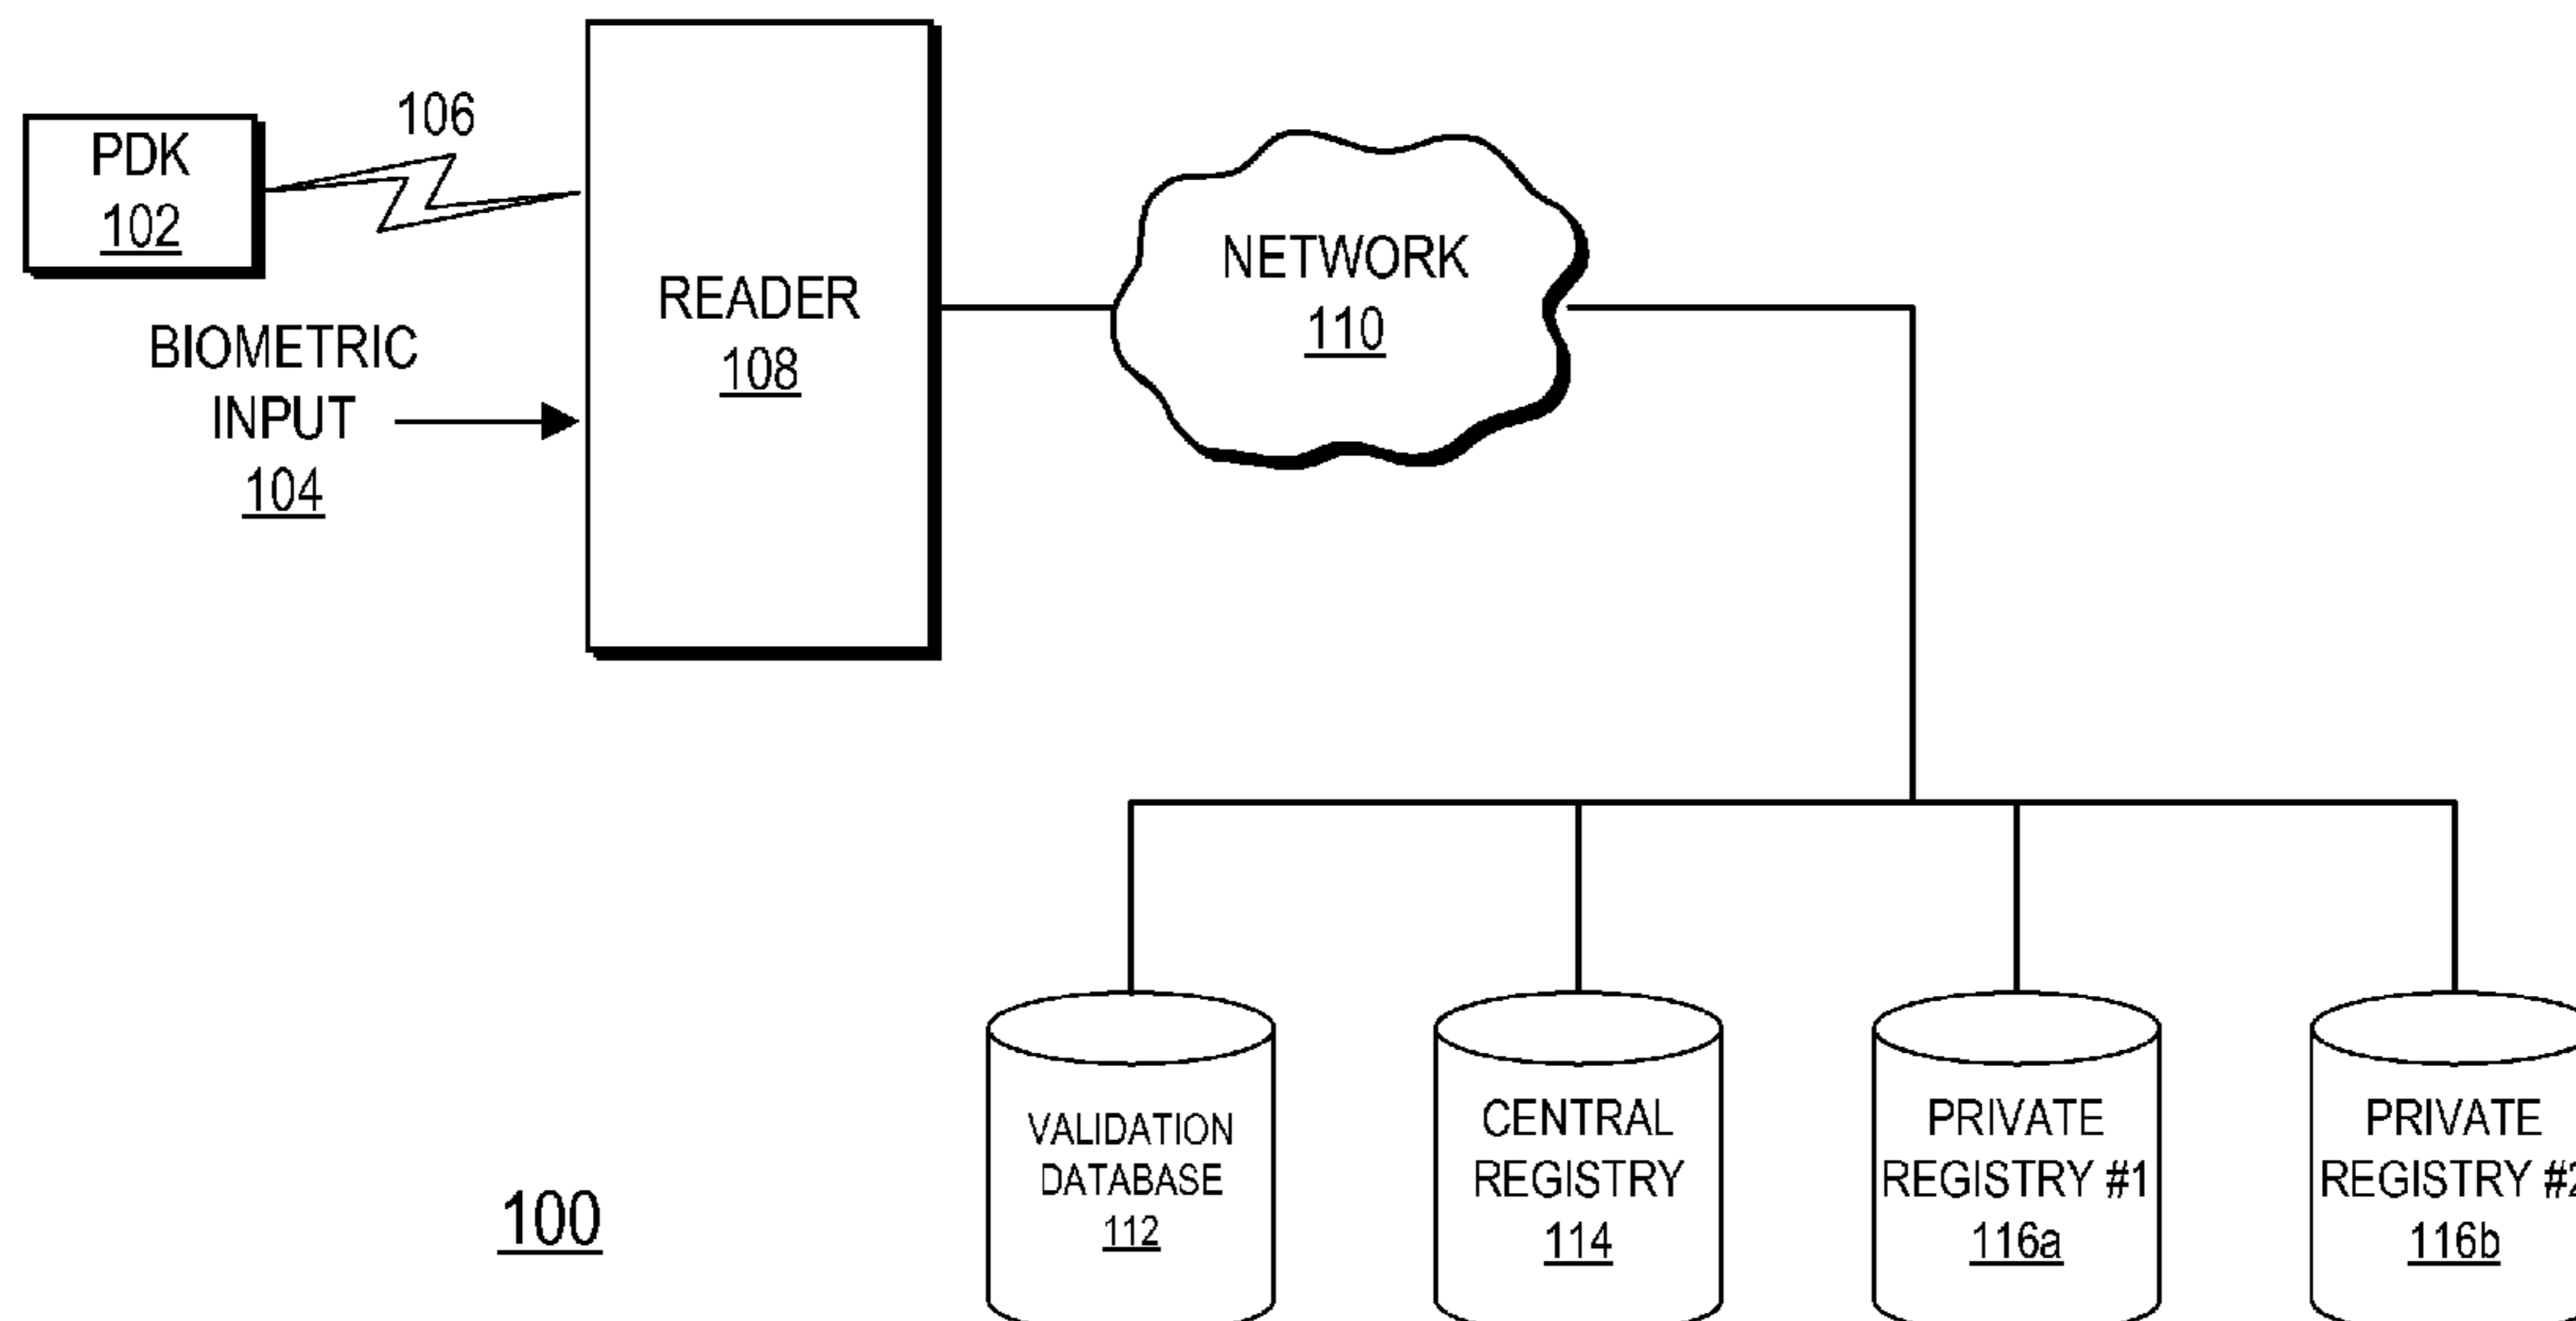 106
PDK
102
BIOMETRIC
INPUT
104
READER
108
NETWORK
110
VALIDATION
DATABASE
112
CENTRAL
REGISTRY
114
PRIVATE
REGISTRY #1
116a
PRIVATE
REGISTRY #2
116b
100